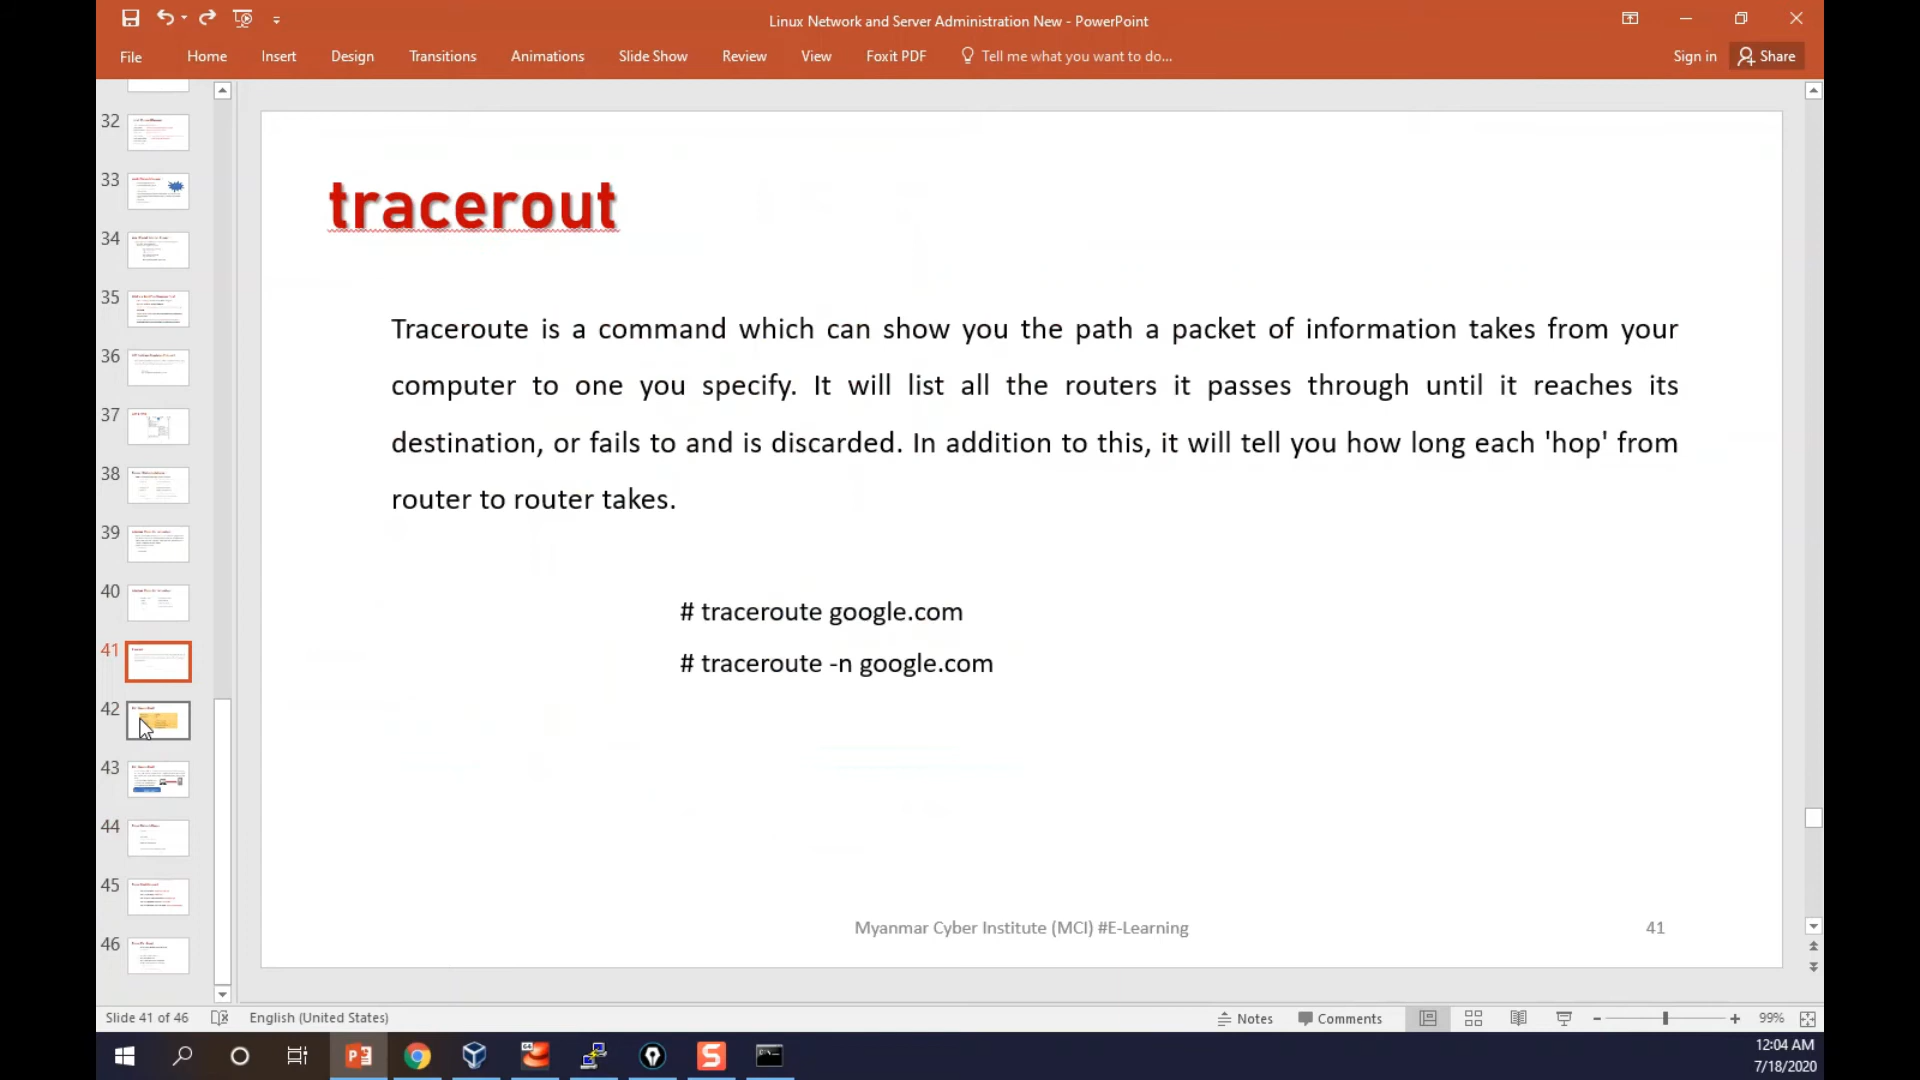 Linux Network and Server Administration New - PowerPoint
File Home Insert Design Transitions Animations Slide Show Review View Foxit PDF Tell me what you want to do... Sign in Share
32
33
34
35
36
37
38
39
40
41
42
43
44
45
46
tracerout
Traceroute is a command which can show you the path a packet of information takes from your
computer to one you specify. It will list all the routers it passes through until it reaches its
destination, or fails to and is discarded. In addition to this, it will tell you how long each 'hop' from
router to router takes.
# traceroute google.com
# traceroute -n google.com
Myanmar Cyber Institute (MCI) #E-Learning 41
Slide 41 of 46 English (United States) Notes Comments 99%
12:04 AM
7/18/2020